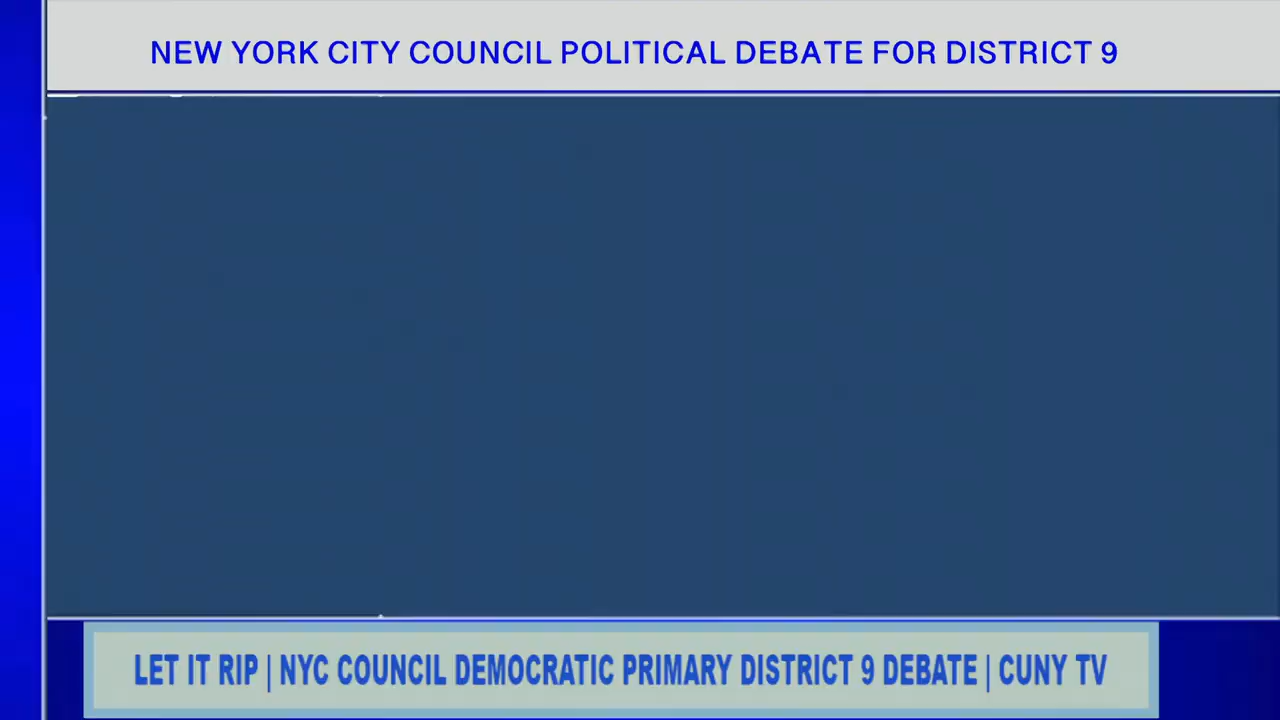 NEW YORK CITY COUNCIL POLITICAL DEBATE FOR DISTRICT 9
LET IT RIP | NYC COUNCIL DEMOCRATIC PRIMARY DISTRICT 9 DEBATE | CUNY TV